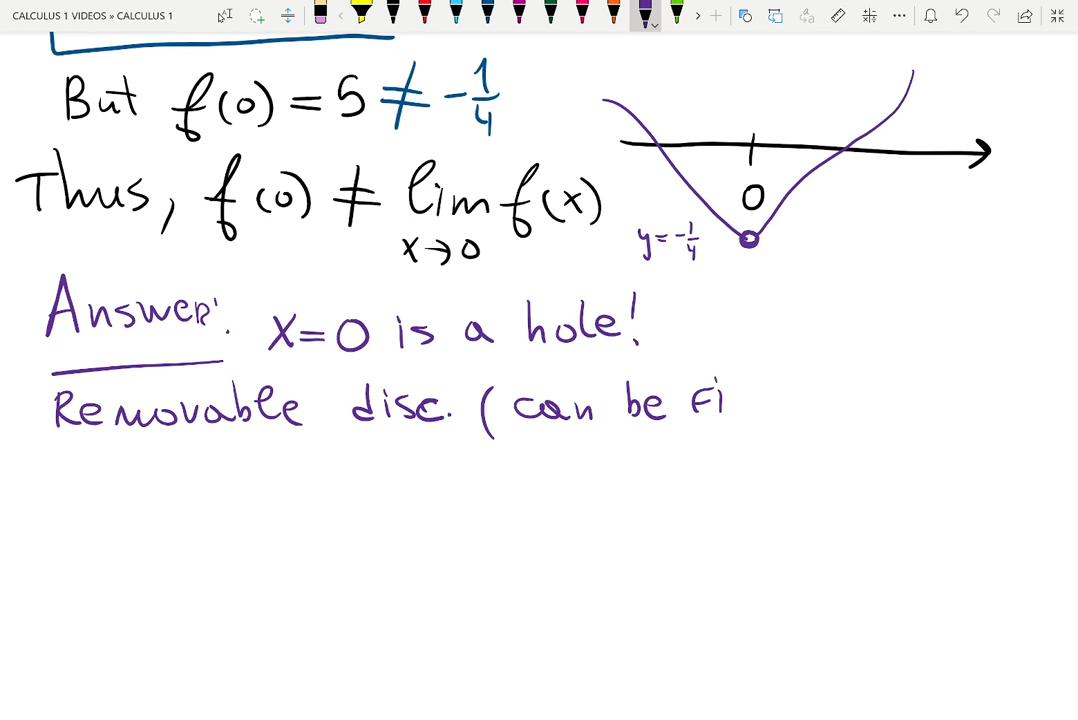 CALCULUS 1 VIDEOS » CALCULUS 1
But f(0) = 5 ≠ -1/4
Thus, f(0) ≠ lim f(x)
x→0
0
y = -1/4
Answer: x=0 is a hole!
Removable disc. (can be Fi